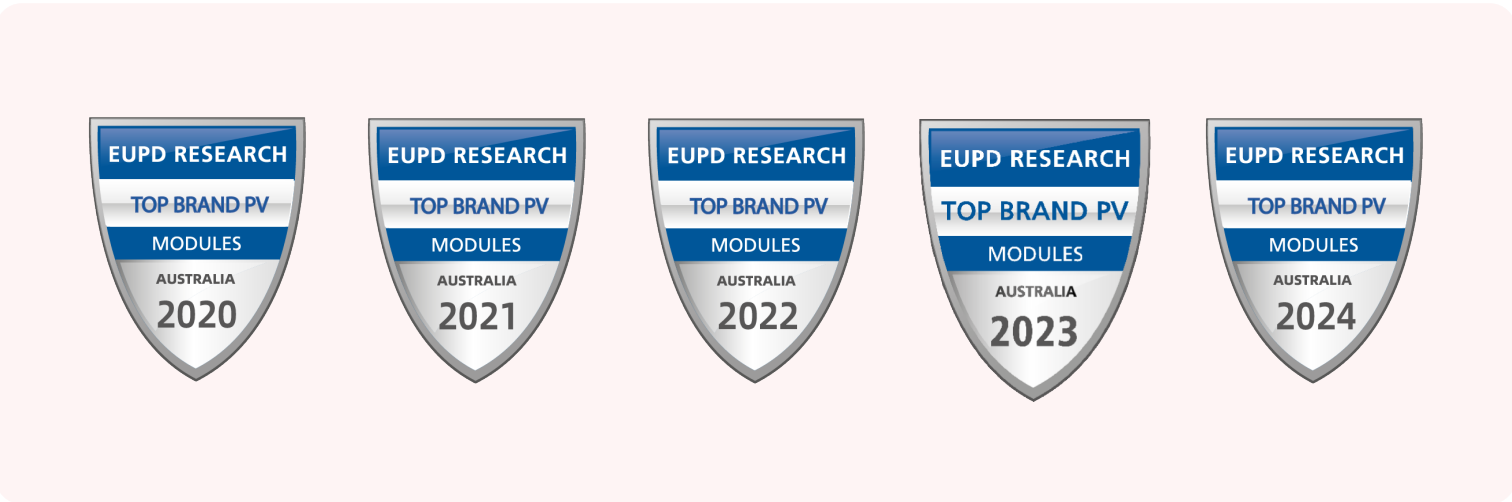 EUPD RESEARCH
TOP BRAND PV
MODULES
AUSTRALIA
2020
EUPD RESEARCH
TOP BRAND PV
MODULES
AUSTRALIA
2021
EUPD RESEARCH
TOP BRAND PV
MODULES
AUSTRALIA
2022
EUPD RESEARCH
TOP BRAND PV
MODULES
AUSTRALIA
2023
EUPD RESEARCH
TOP BRAND PV
MODULES
AUSTRALIA
2024